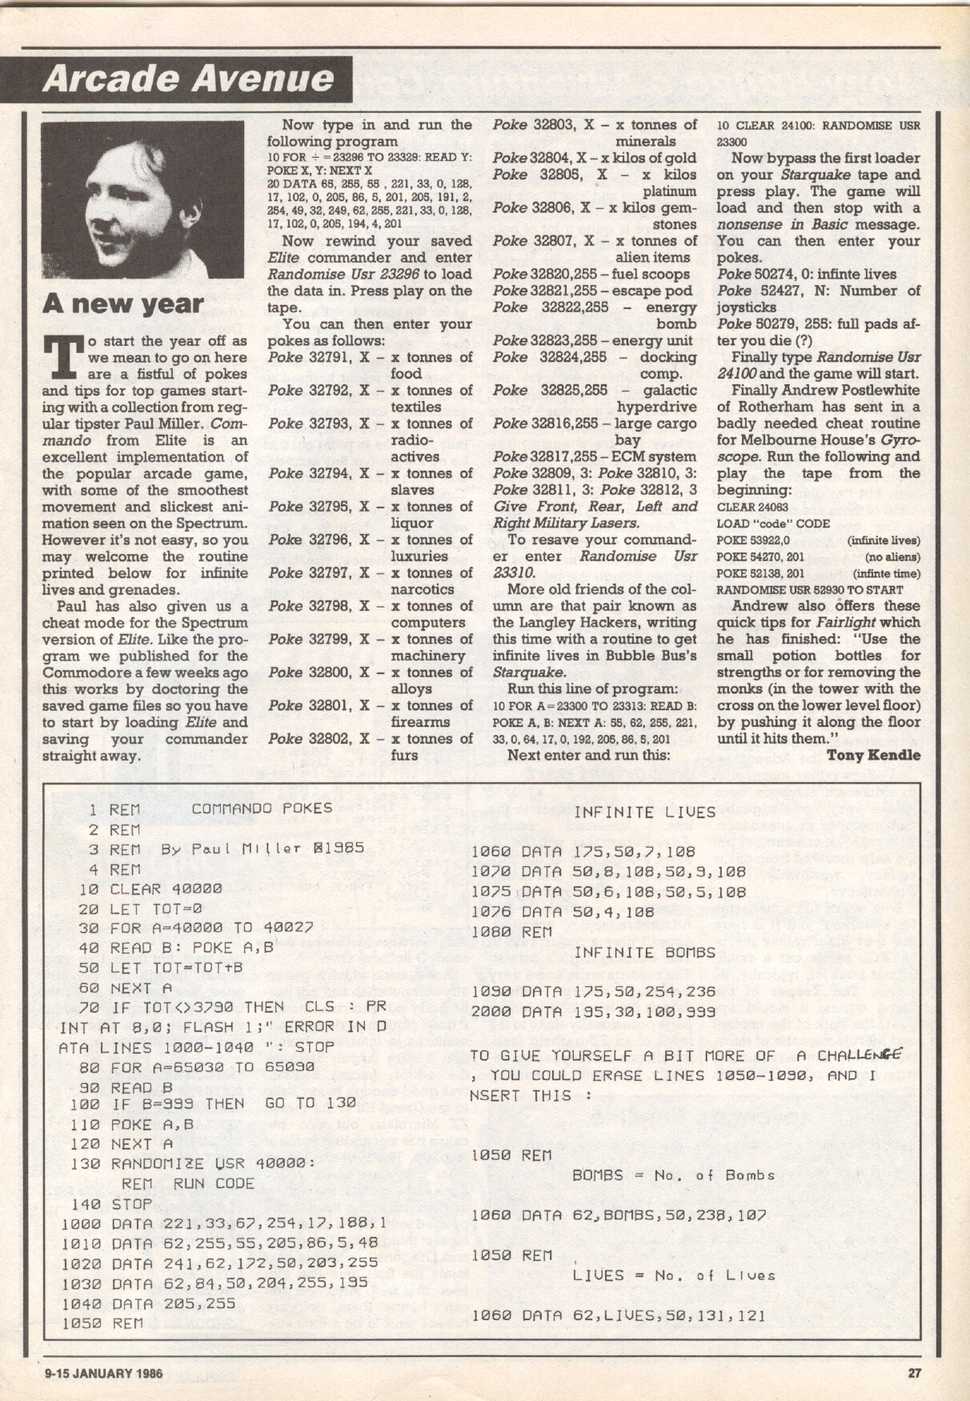 Arcade Avenue
A new year
To start the year off as
we mean to go on here
are a fistful of pokes
and tips for top games start-
ing with a collection from reg-
ular tipster Paul Miller. Com-
mando from Elite is an
excellent implementation of
the popular arcade game,
with some of the smoothest
movement and slickest ani-
mation seen on the Spectrum.
However it's not easy, so you
may welcome the routine
printed below for infinite
lives and grenades.
Paul has also given us a
cheat mode for the Spectrum
version of Elite. Like the pro-
gram we published for the
Commodore a few weeks ago
this works by doctoring the
saved game files so you have
to start by loading Elite and
saving your commander
straight away.
Now type in and run the
following program
10 FOR ÷ = 23296 TO 23329: READ Y:
POKE X, Y: NEXT X
20 DATA 65, 255, 55 , 221, 33, 0, 128,
17, 102, 0, 205, 86, 5, 201, 205, 191, 2,
254, 49, 32, 249, 62, 255, 221, 33, 0, 128,
17, 102, 0, 205, 194, 4, 201
Now rewind your saved
Elite commander and enter
Randomise Usr 23296 to load
the data in. Press play on the
tape.
You can then enter your
pokes as follows:
Poke 32791, X – x tonnes of
food
Poke 32792, X – x tonnes of
textiles
Poke 32793, X – x tonnes of
radio-
actives
Poke 32794, X – x tonnes of
slaves
Poke 32795, X – x tonnes of
liquor
Poke 32796, X – x tonnes of
luxuries
Poke 32797, X – x tonnes of
narcotics
Poke 32798, X – x tonnes of
computers
Poke 32799, X – x tonnes of
machinery
Poke 32800, X – x tonnes of
alloys
Poke 32801, X – x tonnes of
firearms
Poke 32802, X – x tonnes of
furs
Poke 32803, X – x tonnes of
minerals
Poke 32804, X – x kilos of gold
Poke 32805, X – x kilos
platinum
Poke 32806, X – x kilos gem-
stones
Poke 32807, X – x tonnes of
alien items
Poke 32820,255 – fuel scoops
Poke 32821,255 – escape pod
Poke 32822,255 – energy
bomb
Poke 32823,255 – energy unit
Poke 32824,255 – docking
comp.
Poke 32825,255 – galactic
hyperdrive
Poke 32816,255 – large cargo
bay
Poke 32817,255 – ECM system
Poke 32809, 3: Poke 32810, 3:
Poke 32811, 3: Poke 32812, 3
Give Front, Rear, Left and
Right Military Lasers.
To resave your command-
er enter Randomise Usr
23310.
More old friends of the col-
umn are that pair known as
the Langley Hackers, writing
this time with a routine to get
infinite lives in Bubble Bus's
Starquake.
Run this line of program:
10 FOR A = 23300 TO 23313: READ B:
POKE A, B: NEXT A: 55, 62, 255, 221,
33, 0, 64, 17, 0, 192, 205, 86, 5, 201
Next enter and run this:
10 CLEAR 24100: RANDOMISE USR
23300
Now bypass the first loader
on your Starquake tape and
press play. The game will
load and then stop with a
nonsense in Basic message.
You can then enter your
pokes.
Poke 50274, 0: infinte lives
Poke 52427, N: Number of
joysticks
Poke 50279, 255: full pads af-
ter you die (?)
Finally type Randomise Usr
24100 and the game will start.
Finally Andrew Postlewhite
of Rotherham has sent in a
badly needed cheat routine
for Melbourne House's Gyro-
scope. Run the following and
play the tape from the
beginning:
CLEAR 24063
LOAD "code" CODE
POKE 53922,0 (infinite lives)
POKE 54270, 201 (no aliens)
POKE 52138, 201 (infinte time)
RANDOMISE USR 52930 TO START
Andrew also offers these
quick tips for Fairlight which
he has finished: "Use the
small potion bottles for
strengths or for removing the
monks (in the tower with the
cross on the lower level floor)
by pushing it along the floor
until it hits them."
Tony Kendle
1 REM COMMANDO POKES
2 REM
3 REM By Paul Miller ©1985
4 REM
10 CLEAR 40000
20 LET TOT=0
30 FOR A=40000 TO 40027
40 READ B: POKE A,B
50 LET TOT=TOT+B
60 NEXT A
70 IF TOT<>3790 THEN CLS : PR
INT AT 8,0; FLASH 1;" ERROR IN D
ATA LINES 1000-1040 ": STOP
80 FOR A=65030 TO 65090
90 READ B
100 IF B=999 THEN GO TO 130
110 POKE A,B
120 NEXT A
130 RANDOMIZE USR 40000:
REM RUN CODE
140 STOP
1000 DATA 221,33,67,254,17,188,1
1010 DATA 62,255,55,205,86,5,48
1020 DATA 241,62,172,50,203,255
1030 DATA 62,84,50,204,255,195
1040 DATA 205,255
1050 REM
INFINITE LIVES
1060 DATA 175,50,7,108
1070 DATA 50,8,108,50,9,108
1075 DATA 50,6,108,50,5,108
1076 DATA 50,4,108
1080 REM
INFINITE BOMBS
1090 DATA 175,50,254,236
2000 DATA 195,30,100,999
TO GIVE YOURSELF A BIT MORE OF A CHALLENGE
, YOU COULD ERASE LINES 1050-1090, AND I
NSERT THIS :
1050 REM
BOMBS = No. of Bombs
1060 DATA 62,BOMBS,50,238,107
1050 REM
LIVES = No. of Lives
1060 DATA 62,LIVES,50,131,121
9-15 JANUARY 1986
27